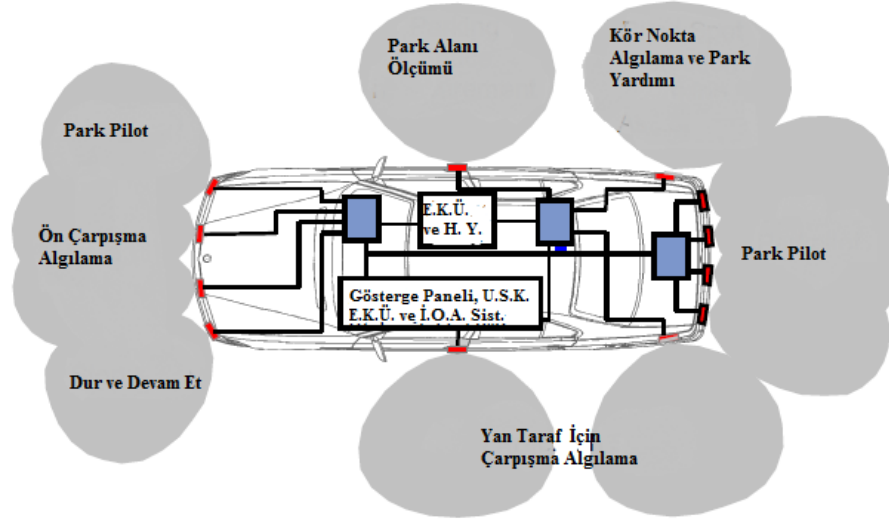 Park Alanı
Ölçümü
Kör Nokta
Algılama ve Park
Yardımı
Park Pilot
Ön Çarpışma
Algılama
E.K.Ü.
ve H. Y.
Park Pilot
Gösterge Paneli, U.S.K.
E.K.Ü. ve İ.O.A. Sist.
Dur ve Devam Et
Yan Taraf İçin
Çarpışma Algılama